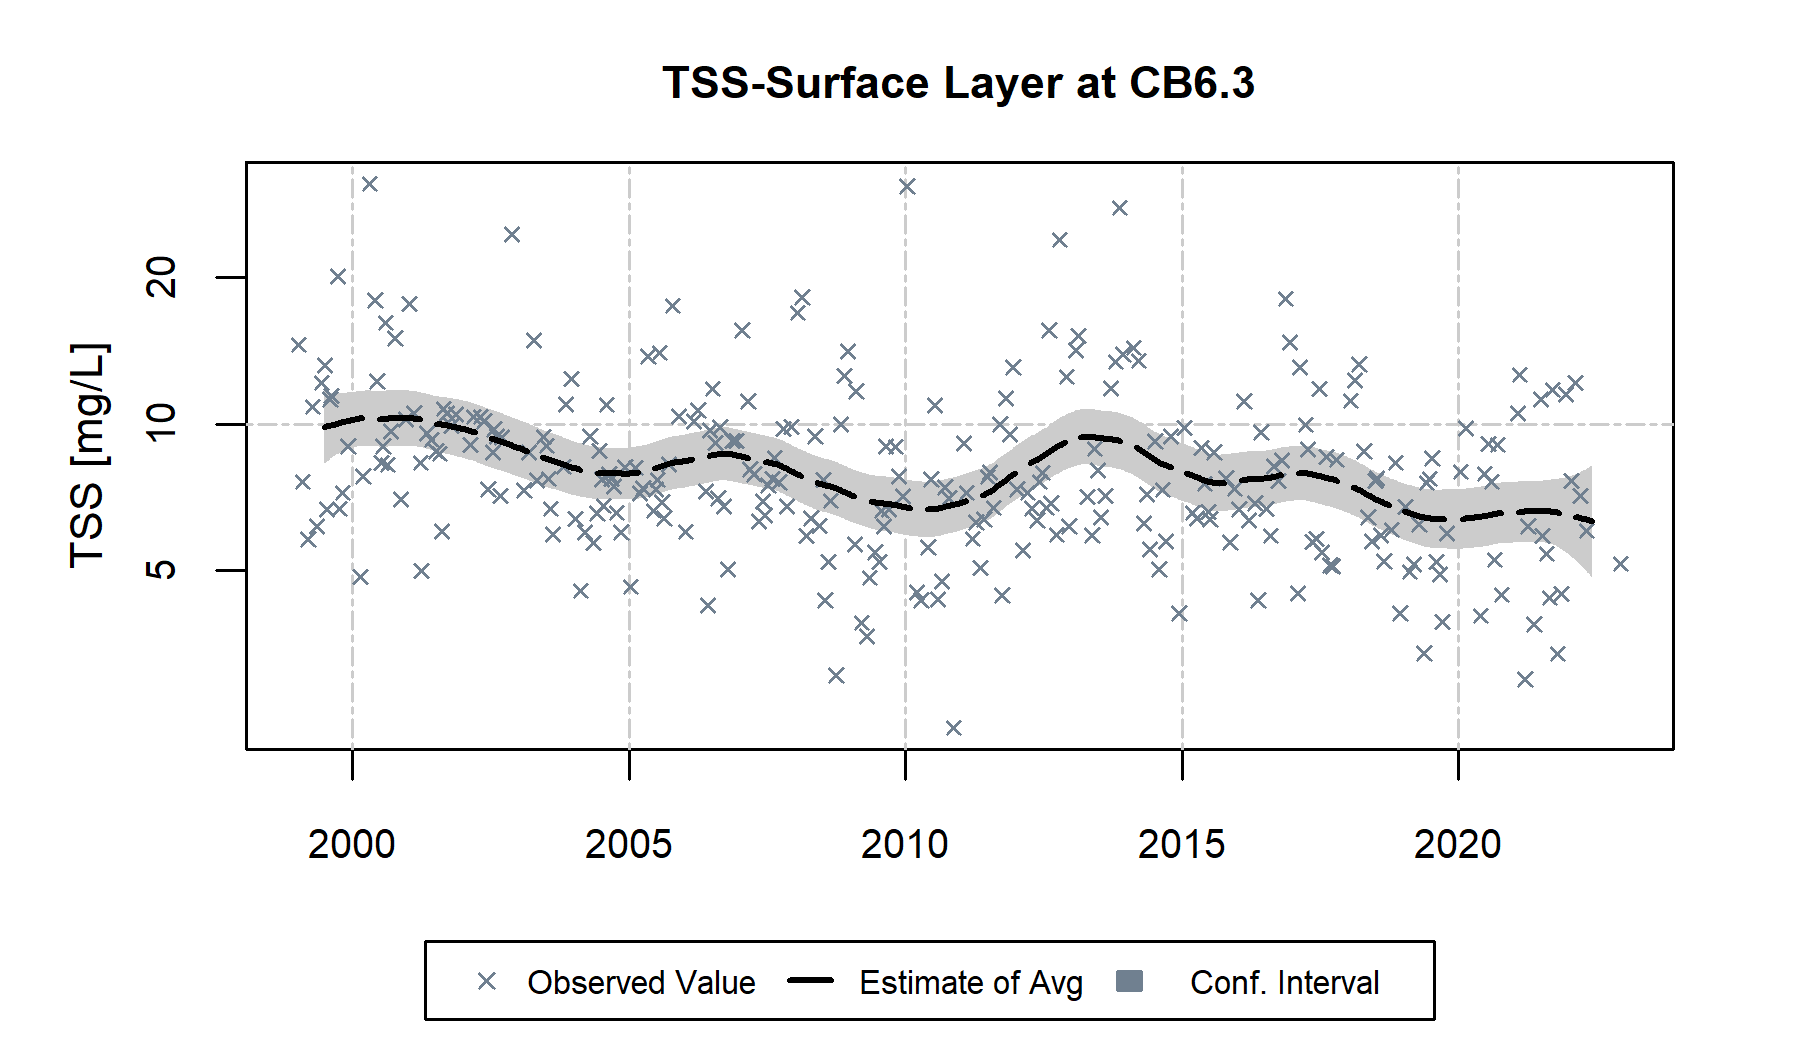 TSS-Surface Layer at CB6.3
TSS [mg/L]
20
10
5
2000 2005 2010 2015 2020
Observed Value Estimate of Avg Conf. Interval